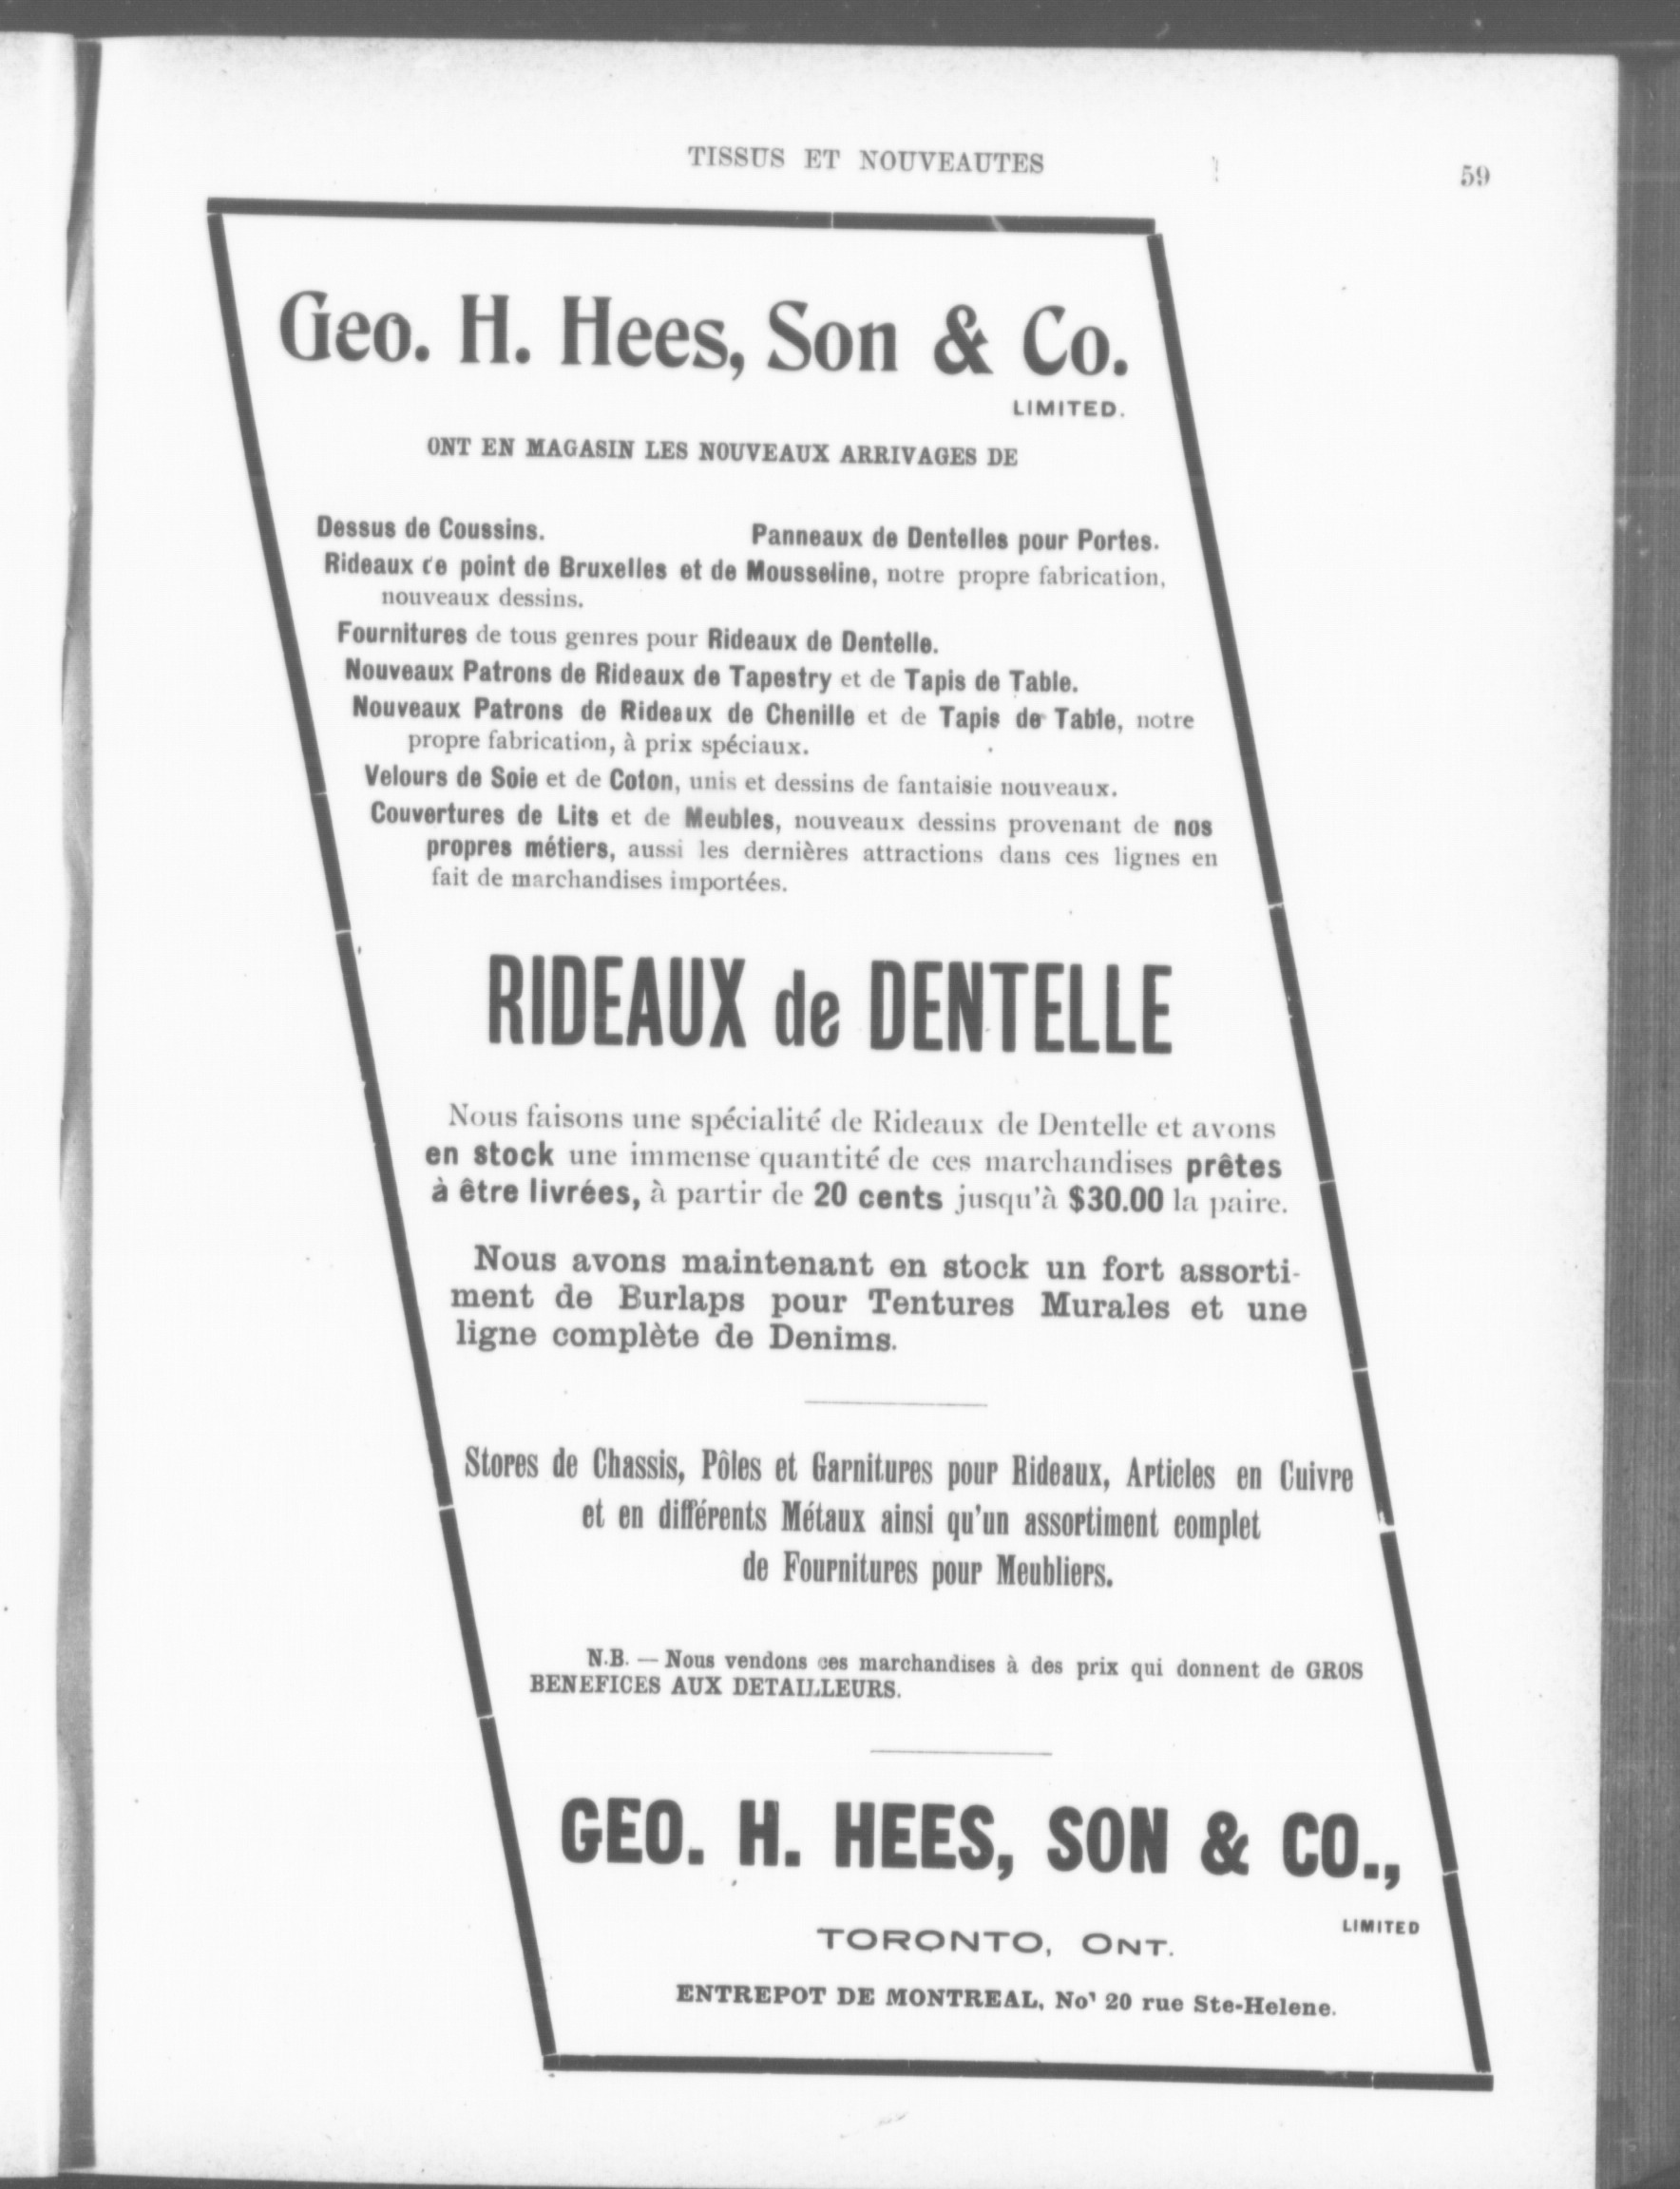 TISSUS ET NOUVEAUTES
59
Geo. H. Hees, Son & Co.
LIMITED.
ONT EN MAGASIN LES NOUVEAUX ARRIVAGES DE
Dessus de Coussins. Panneaux de Dentelles pour Portes.
Rideaux de point de Bruxelles et de Mousseline, notre propre fabrication,
nouveaux dessins.
Fournitures de tous genres pour Rideaux de Dentelle.
Nouveaux Patrons de Rideaux de Tapestry et de Tapis de Table.
Nouveaux Patrons de Rideaux de Chenille et de Tapis de Table, notre
propre fabrication, à prix spéciaux.
Velours de Soie et de Coton, unis et dessins de fantaisie nouveaux.
Couvertures de Lits et de Meubles, nouveaux dessins provenant de nos
propres métiers, aussi les dernières attractions dans ces lignes en
fait de marchandises importées.
RIDEAUX de DENTELLE
Nous faisons une spécialité de Rideaux de Dentelle et avons
en stock une immense quantité de ces marchandises prêtes
à être livrées, à partir de 20 cents jusqu'à $30.00 la paire.
Nous avons maintenant en stock un fort assorti-
ment de Burlaps pour Tentures Murales et une
ligne complète de Denims.
Stores de Chassis, Pôles et Garnitures pour Rideaux, Articles en Cuivre
et en différents Métaux ainsi qu'un assortiment complet
de Fournitures pour Meubliers.
N.B. — Nous vendons ces marchandises à des prix qui donnent de GROS
BENEFICES AUX DETAILLEURS.
GEO. H. HEES, SON & CO.,
LIMITED
TORONTO, ONT.
ENTREPOT DE MONTREAL, No' 20 rue Ste-Helene.